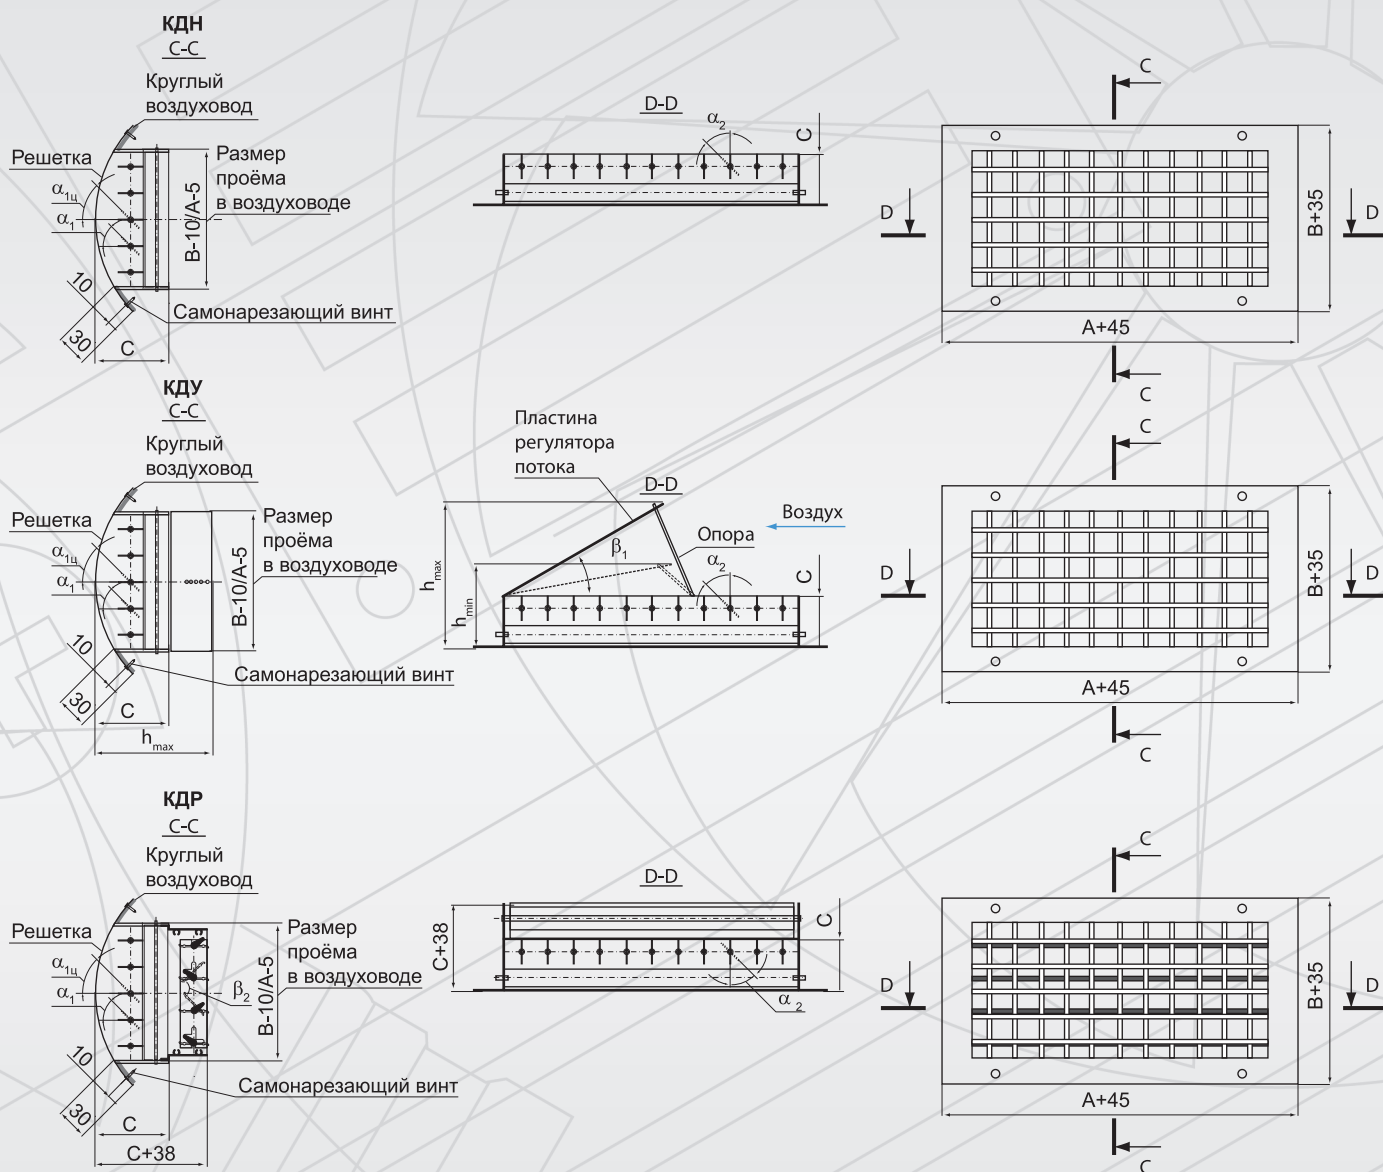 КДН
C-C
Круглый
воздуховод
Решетка
α1ц
α1
Размер
проёма
в воздуховоде
B-10/A-5
10
30
C
Самонарезающий винт
D-D
α2
C
C
D
D
B+35
A+45
C
КДУ
C-C
Круглый
воздуховод
Решетка
α1ц
α1
Размер
проёма
в воздуховоде
B-10/A-5
10
30
C
hmax
Самонарезающий винт
Пластина
регулятора
потока
D-D
Воздух
Опора
β1
α2
hmax
hmin
C
C
D
D
B+35
A+45
C
КДР
C-C
Круглый
воздуховод
Решетка
α1ц
α1
β2
Размер
проёма
в воздуховоде
B-10/A-5
10
30
C
C+38
Самонарезающий винт
D-D
C+38
C
α2
C
D
D
B+35
A+45
C